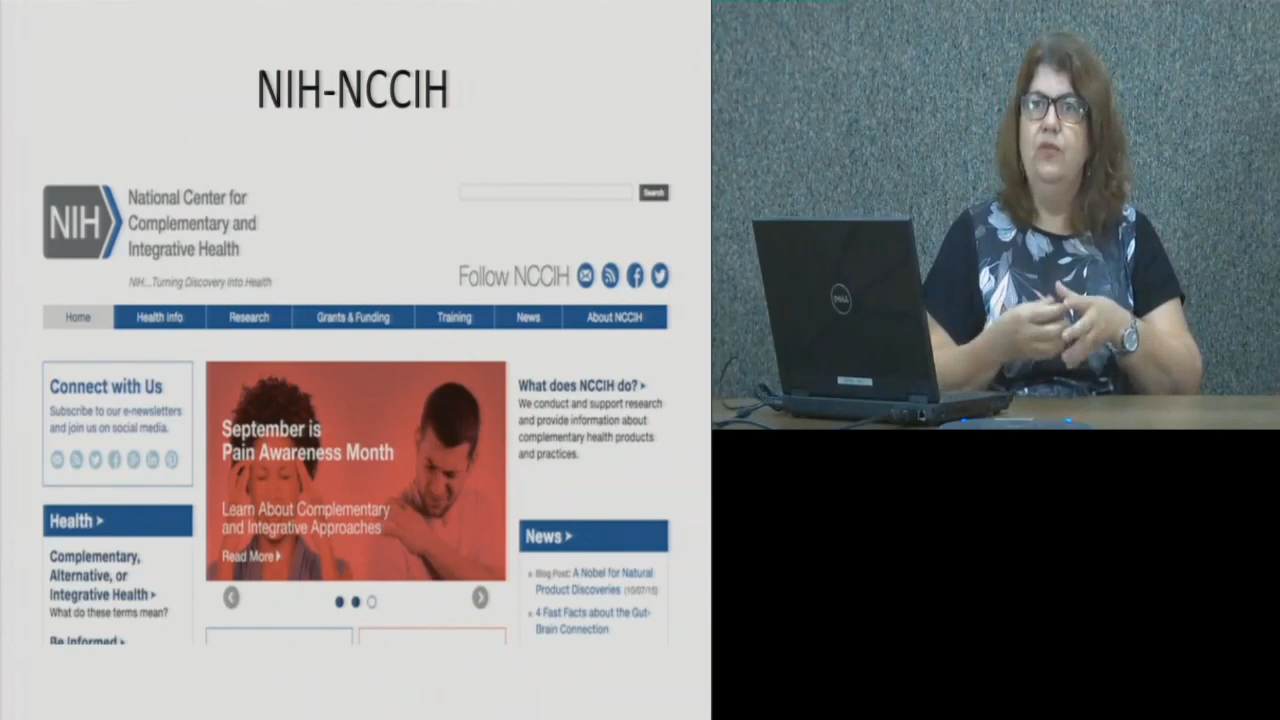 NIH-NCCIH
NIH
National Center for
Complementary and
Integrative Health
NIH...Turning Discovery Into Health
Search
Follow NCCIH
Home
Health Info
Research
Grants & Funding
Training
News
About NCCIH
Connect with Us
Subscribe to our e-newsletters
and join us on social media.
September is
Pain Awareness Month
Learn About Complementary
and Integrative Approaches
Read More
What does NCCIH do?
We conduct and support research
and provide information about
complementary health products
and practices.
Health
Complementary,
Alternative, or
Integrative Health
What do these terms mean?
Be Informed
News
Blog Post: A Nobel for Natural
Product Discoveries (10/07/15)
4 Fast Facts about the Gut-
Brain Connection
DELL